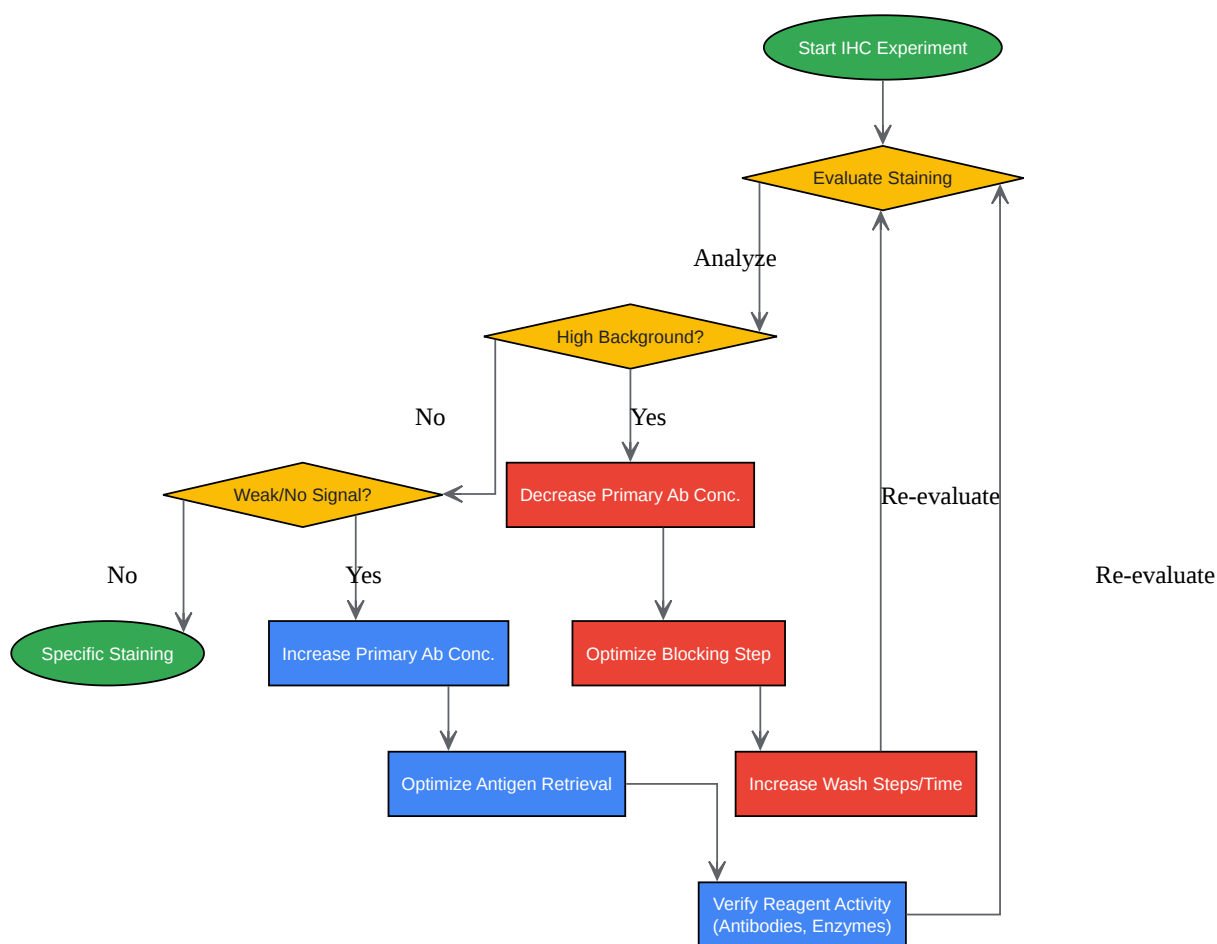 Start IHC Experiment
Evaluate Staining
Analyze
High Background?
No
Yes
Weak/No Signal?
Decrease Primary Ab Conc.
Re-evaluate
No
Yes
Re-evaluate
Specific Staining
Increase Primary Ab Conc.
Optimize Blocking Step
Optimize Antigen Retrieval
Increase Wash Steps/Time
Verify Reagent Activity
(Antibodies, Enzymes)